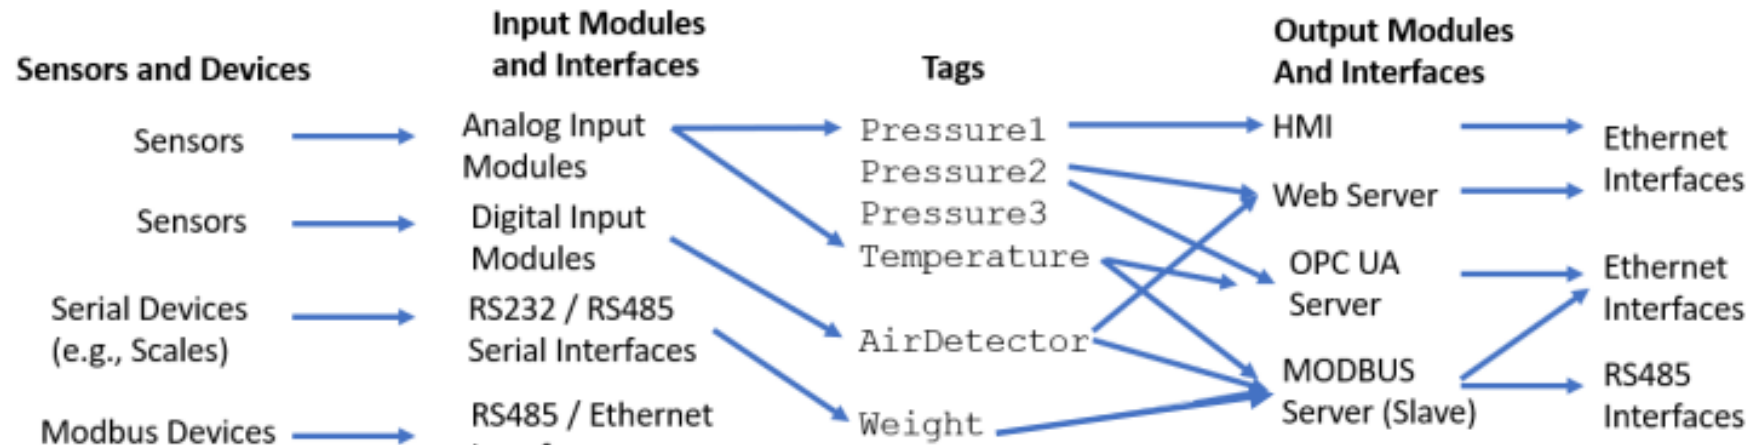 Sensors and Devices
Input Modules
and Interfaces
Tags
Output Modules
And Interfaces
Sensors
Analog Input
Modules
Pressure1
HMI
Ethernet
Interfaces
Pressure2
Web Server
Sensors
Digital Input
Modules
Pressure3
Temperature
OPC UA
Server
Ethernet
Interfaces
Serial Devices
(e.g., Scales)
RS232 / RS485
Serial Interfaces
AirDetector
MODBUS
Server (Slave)
RS485
Interfaces
Modbus Devices
RS485 / Ethernet
Weight